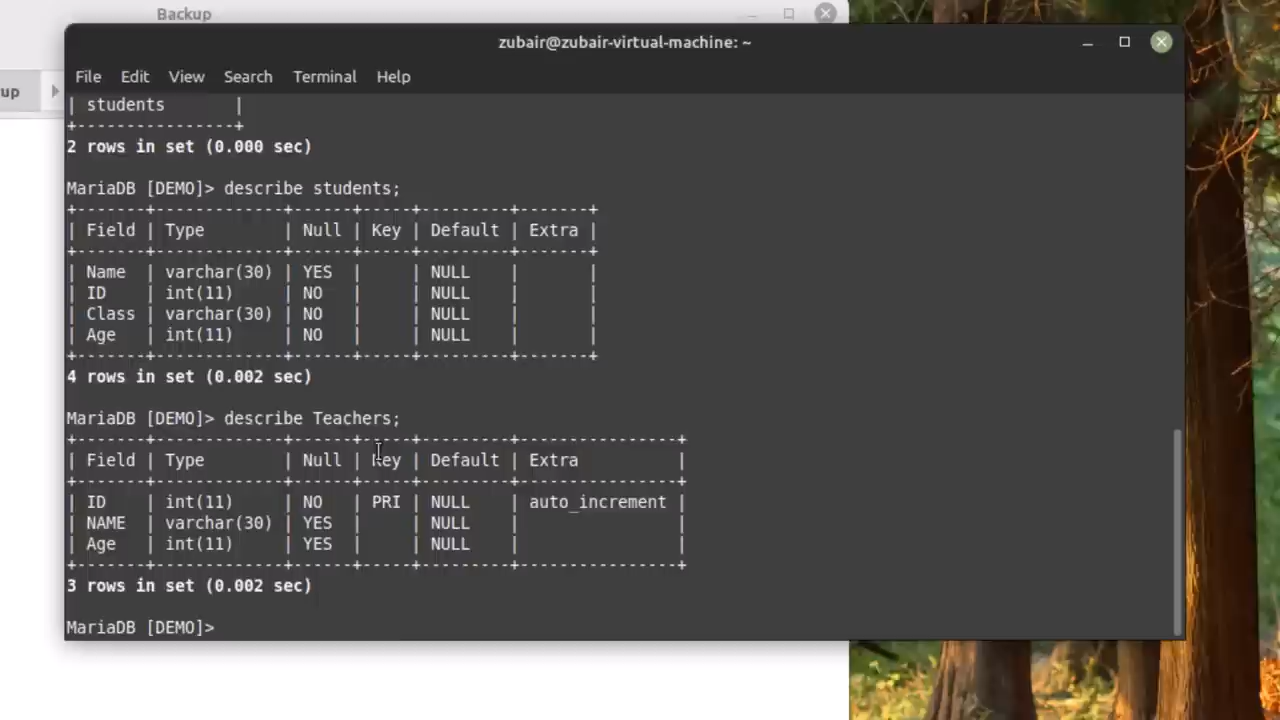 Backup
zubair@zubair-virtual-machine: ~
up
File Edit View Search Terminal Help
| students       |
+----------------+
2 rows in set (0.000 sec)
MariaDB [DEMO]> describe students;
+-------+-------------+------+-----+---------+-------+
| Field | Type        | Null | Key | Default | Extra |
+-------+-------------+------+-----+---------+-------+
| Name  | varchar(30) | YES  |     | NULL    |       |
| ID    | int(11)     | NO   |     | NULL    |       |
| Class | varchar(30) | NO   |     | NULL    |       |
| Age   | int(11)     | NO   |     | NULL    |       |
+-------+-------------+------+-----+---------+-------+
4 rows in set (0.002 sec)
MariaDB [DEMO]> describe Teachers;
+-------+-------------+------+-----+---------+----------------+
| Field | Type        | Null | Key | Default | Extra          |
+-------+-------------+------+-----+---------+----------------+
| ID    | int(11)     | NO   | PRI | NULL    | auto_increment |
| NAME  | varchar(30) | YES  |     | NULL    |                |
| Age   | int(11)     | YES  |     | NULL    |                |
+-------+-------------+------+-----+---------+----------------+
3 rows in set (0.002 sec)
MariaDB [DEMO]>